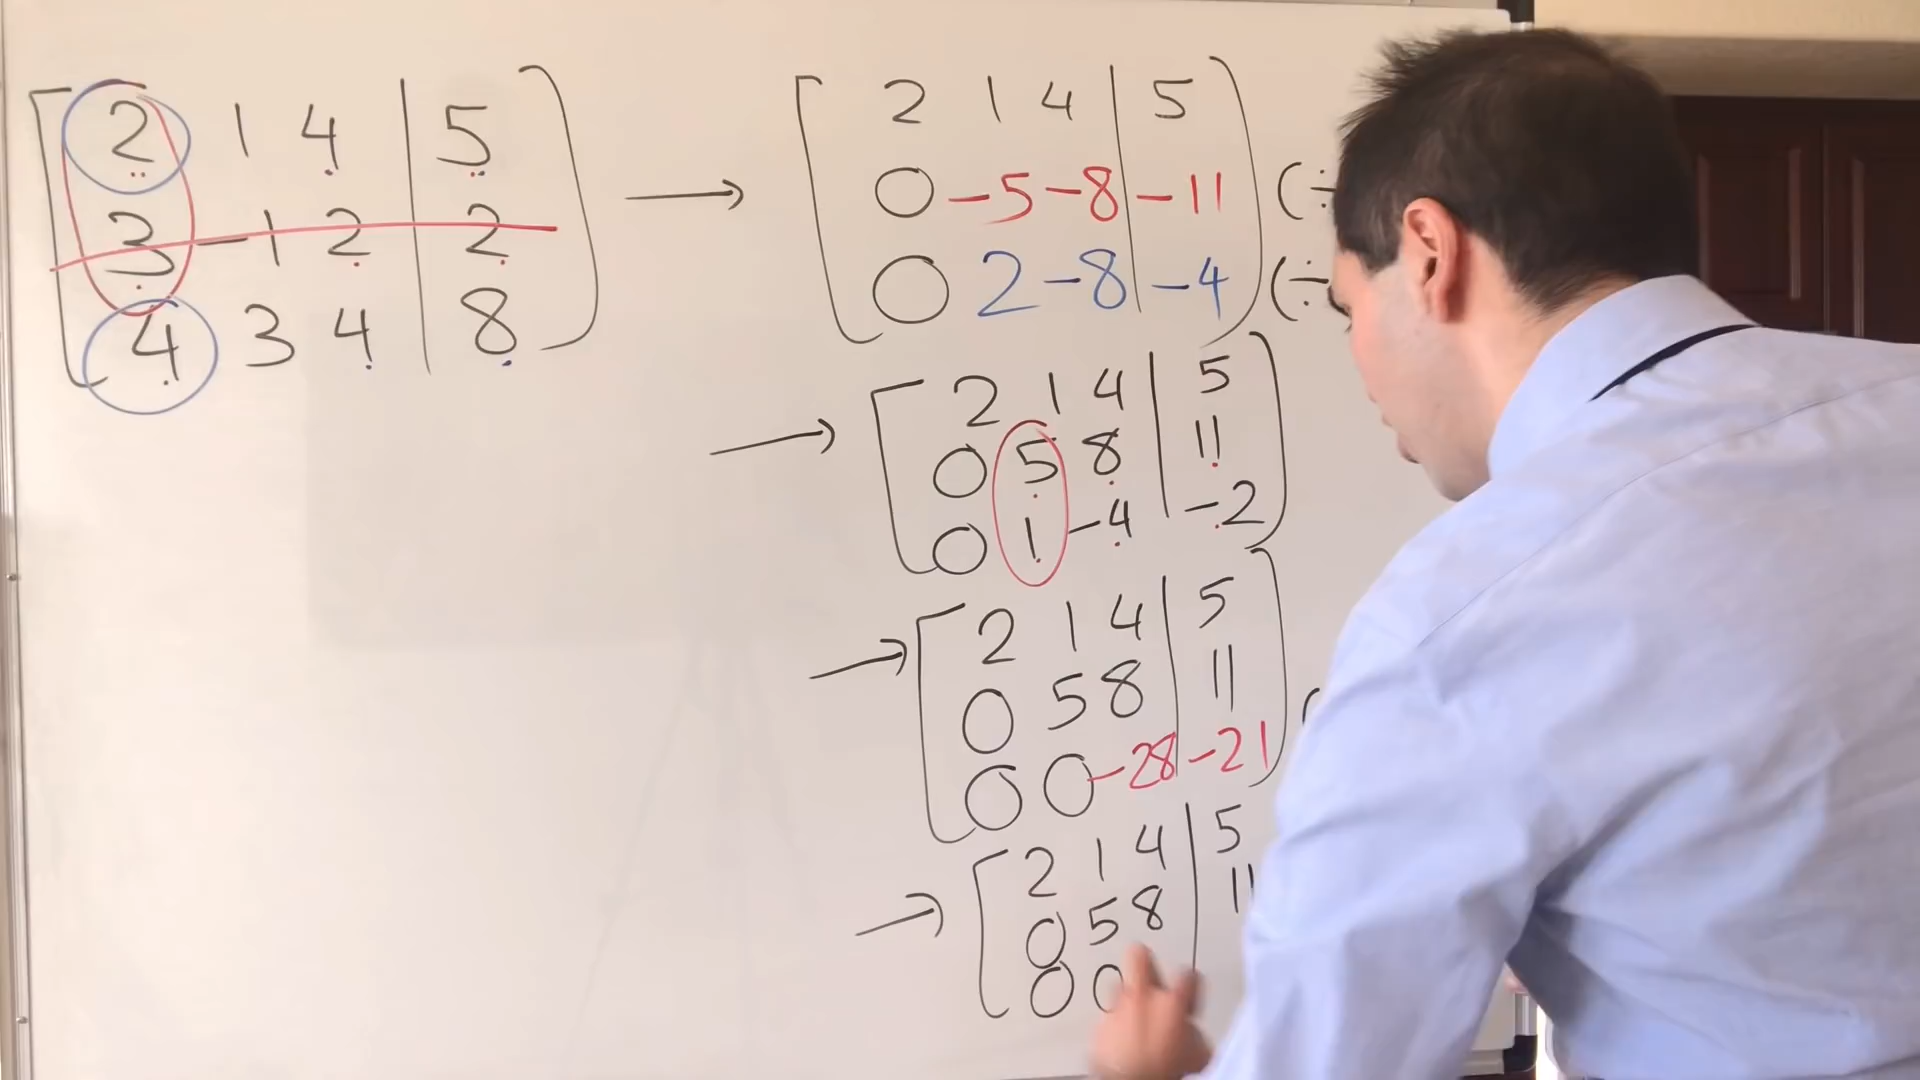 2 1 4 | 5
3 -1 2 | 2
4 3 4 | 8
→
2 1 4 | 5
0 -5 -8 | -11 (÷
0 2 -8 | -4 (÷
→
2 1 4 | 5
0 5 8 | 11
0 1 -4 | -2
→
2 1 4 | 5
0 5 8 | 11
0 0 -28 | -21 (
→
2 1 4 | 5
0 5 8 | 11
0 0